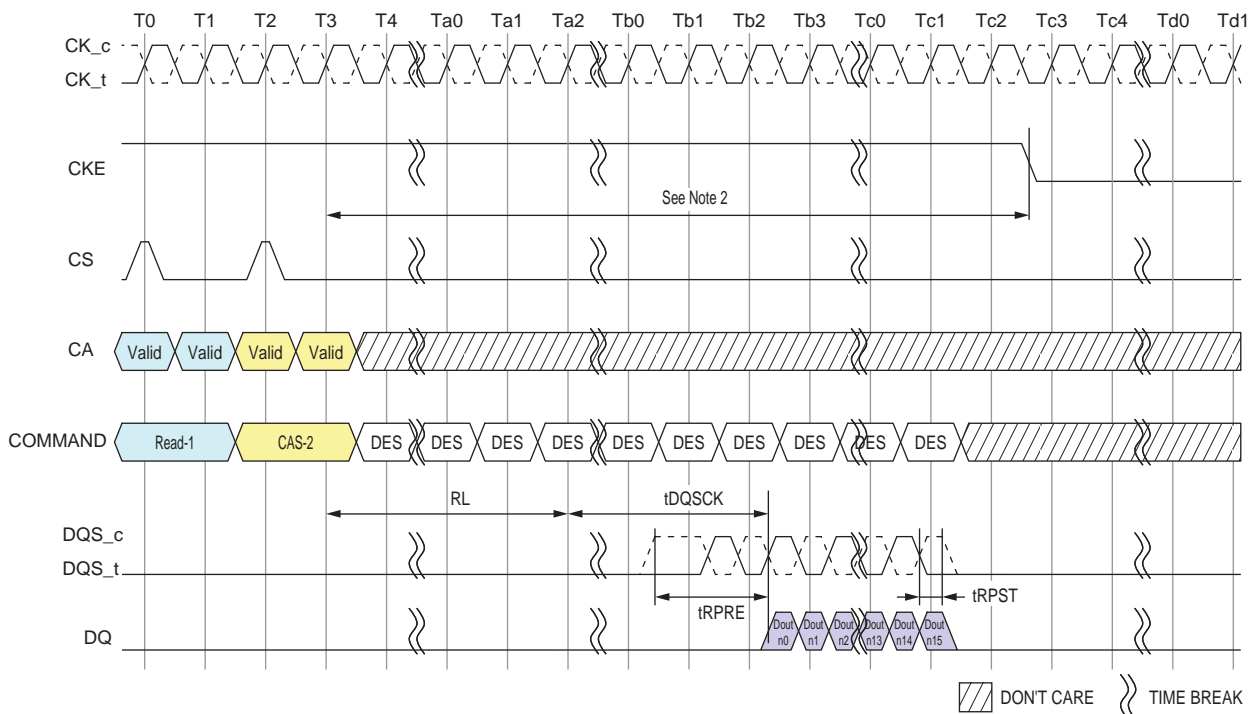 T0 T1 T2 T3 T4 Ta0 Ta1 Ta2 Tb0 Tb1 Tb2 Tb3 Tc0 Tc1 Tc2 Tc3 Tc4 Td0 Td1
CK_c
CK_t
CKE
See Note 2
CS
CA Valid Valid Valid Valid
COMMAND Read-1 CAS-2 DES DES DES DES DES DES DES DES DES DES
RL tDQSCK
DQS_c
DQS_t
tRPRE tRPST
DQ
Dout n0 Dout n1 Dout n2 Dout n13 Dout n14 Dout n15
DON'T CARE TIME BREAK